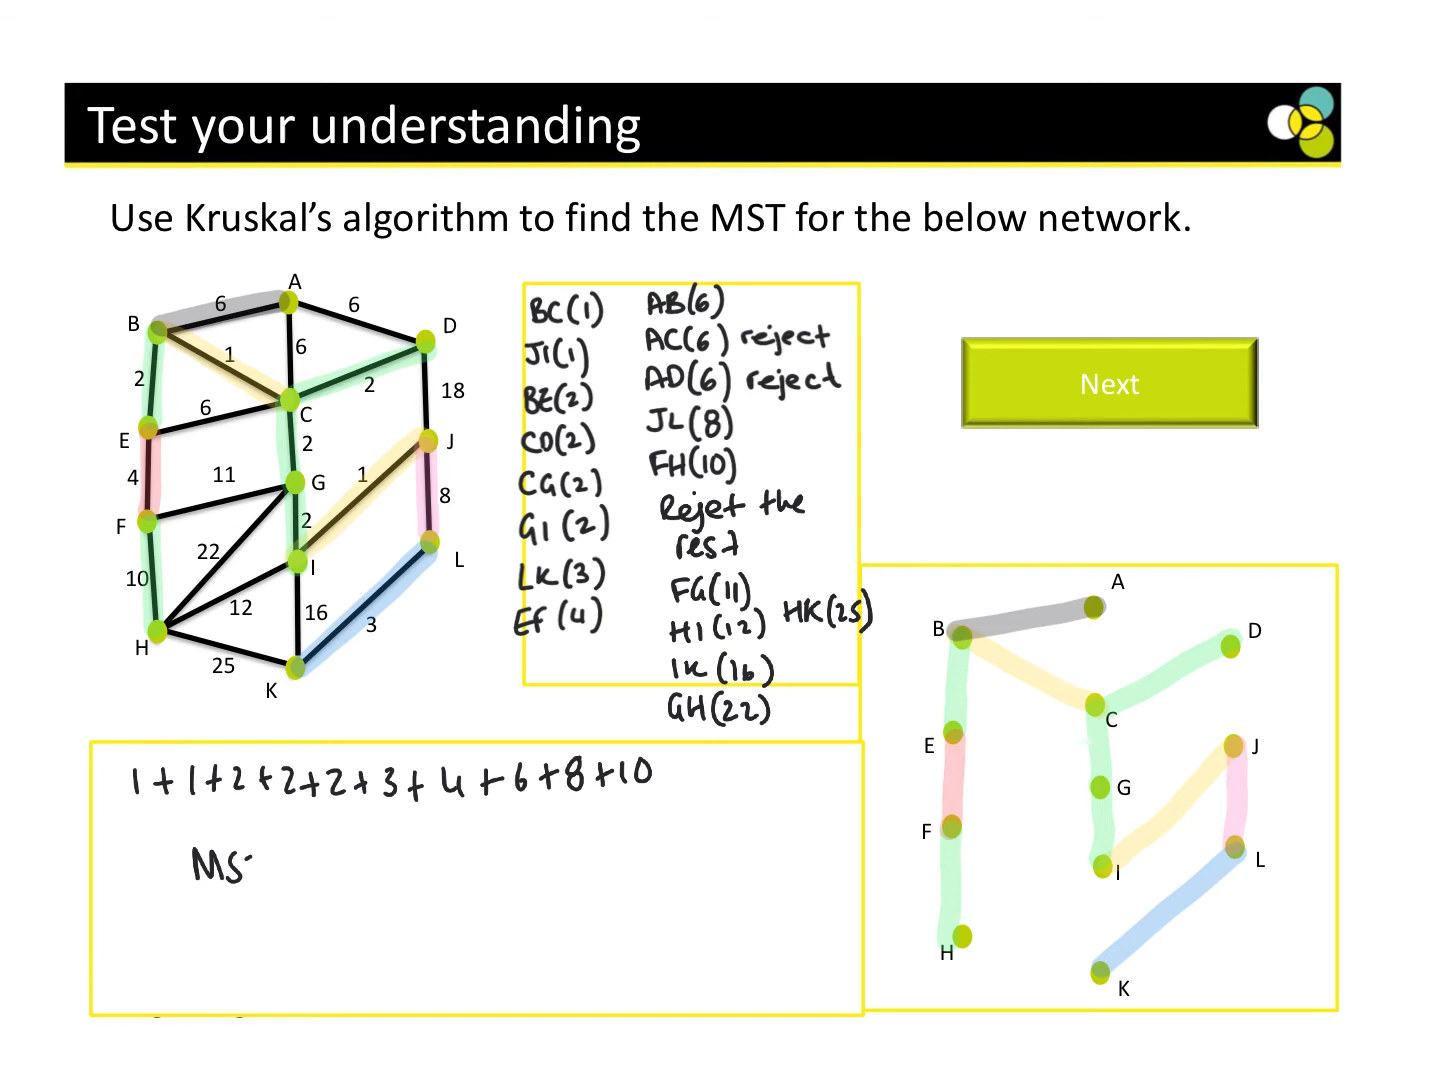 Test your understanding
Use Kruskal's algorithm to find the MST for the below network.
A
6
6
B
D
6
1
2
2
18
6
C
E
2
J
4
11
G
1
8
F
2
22
I
L
10
12
16
3
H
25
K
BC(1)
JI(1)
BE(2)
CD(2)
CG(2)
GI(2)
LK(3)
EF(4)
AB(6)
AC(6) reject
AD(6) reject
JL(8)
FH(10)
Rejet the
rest
FG(11)
HI(12) HK(25)
IK(16)
GH(22)
Next
1+1+2+2+2+3+4+6+8+10
MS
A
B
D
C
E
J
G
F
I
L
H
K